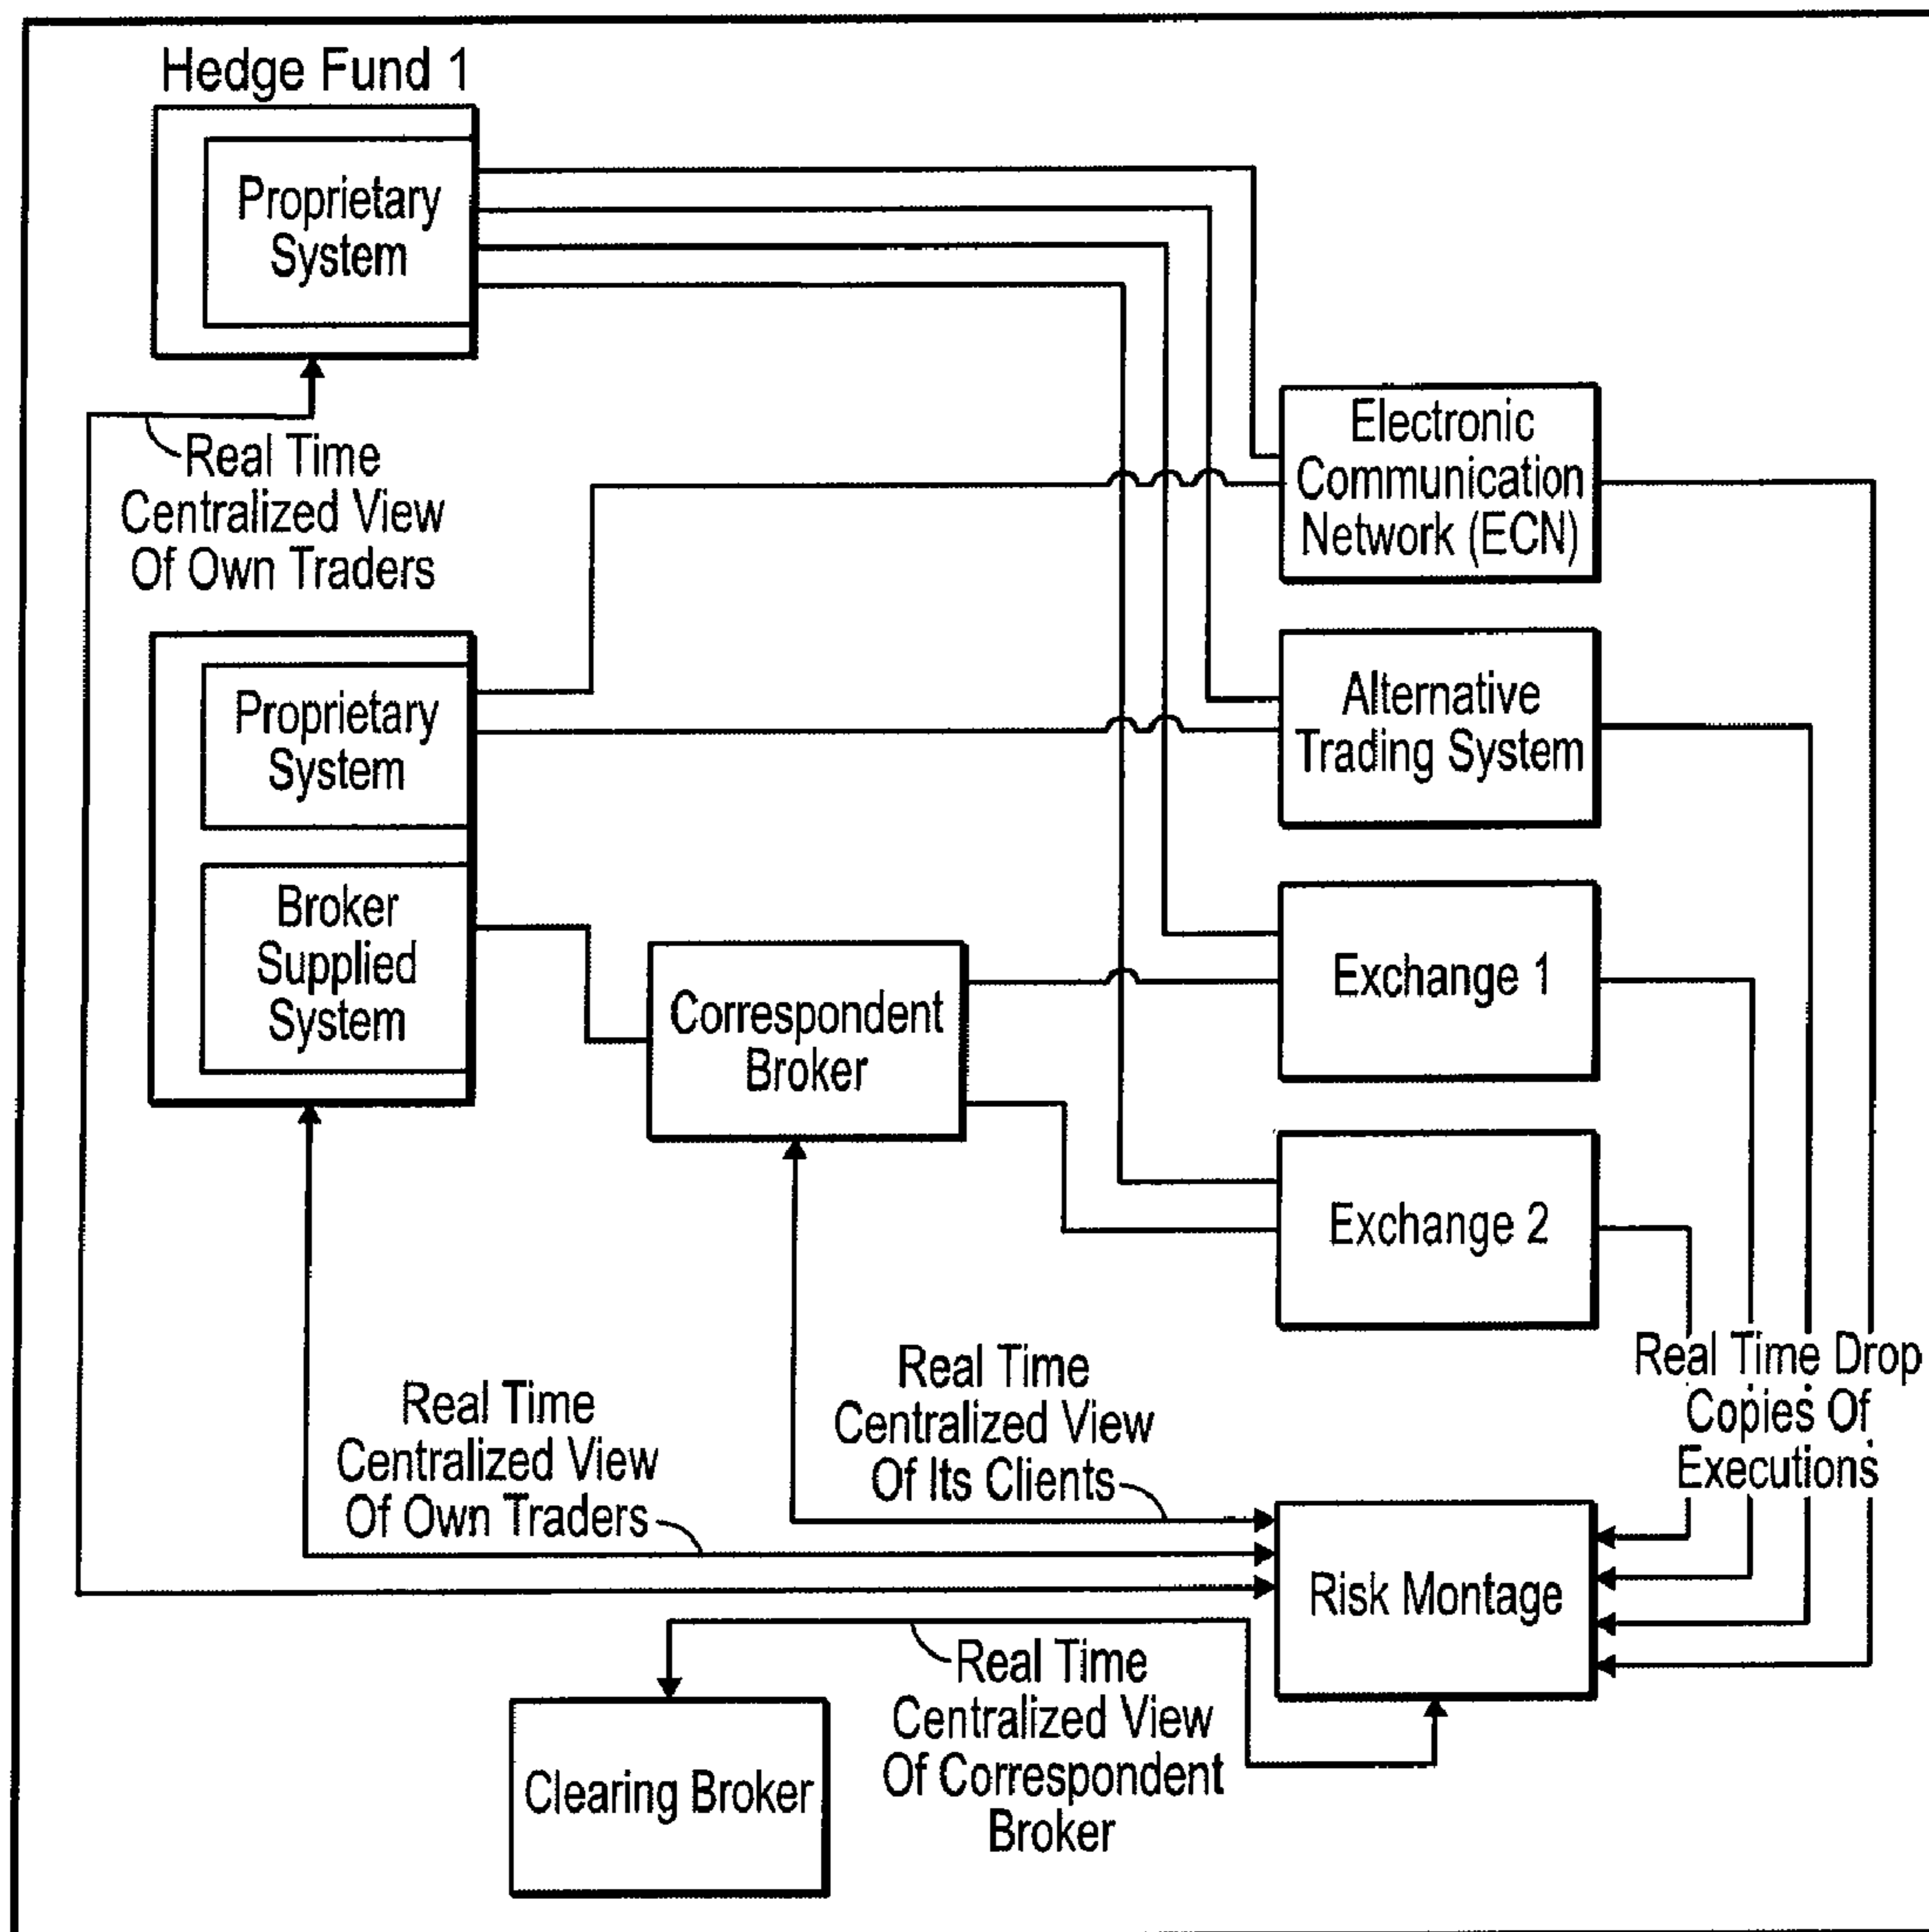 Hedge Fund 1
Proprietary
System
Real Time
Centralized View
Of Own Traders
Electronic
Communication
Network (ECN)
Proprietary
System
Alternative
Trading System
Broker
Supplied
System
Correspondent
Broker
Exchange 1
Exchange 2
Real Time Drop
Copies Of
Executions
Real Time
Centralized View
Of Its Clients
Real Time
Centralized View
Of Own Traders
Risk Montage
Real Time
Centralized View
Of Correspondent
Broker
Clearing Broker